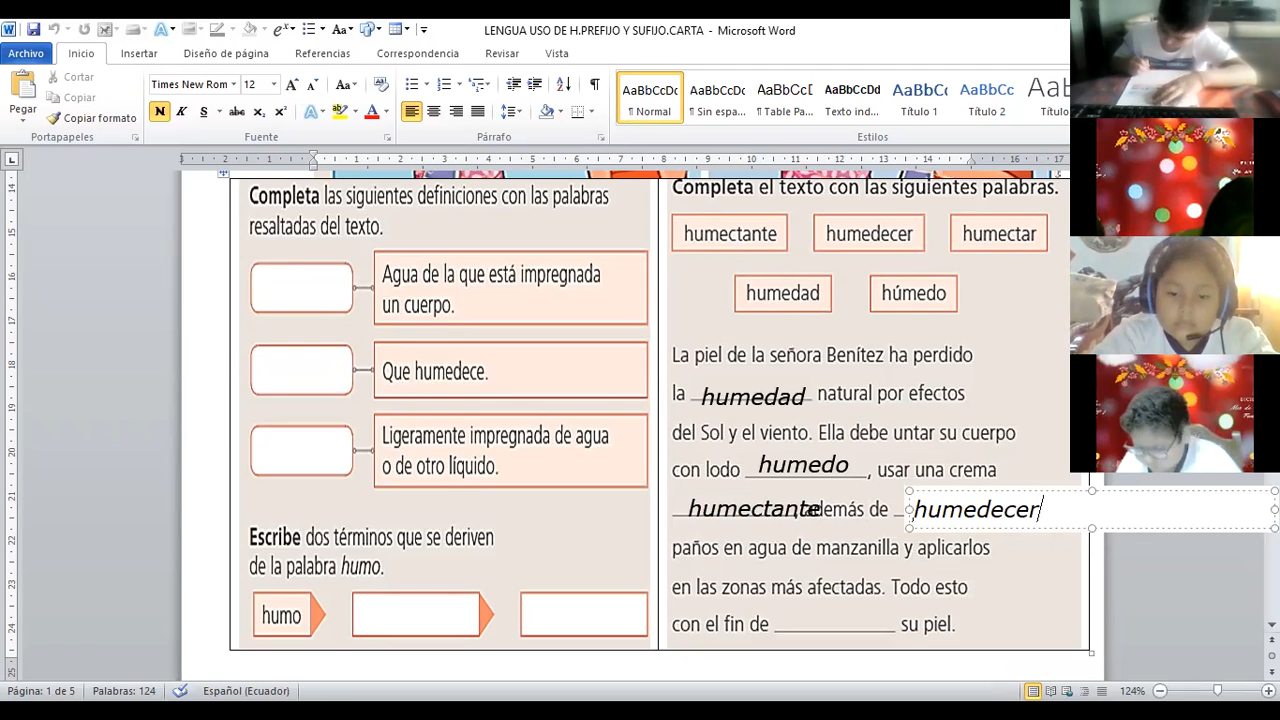 LENGUA USO DE H.PREFIJO Y SUFIJO.CARTA - Microsoft Word
Archivo Inicio Insertar Diseño de página Referencias Correspondencia Revisar Vista
Pegar
Cortar
Copiar
Copiar formato
Times New Rom 12
N K S abc x₂ x²
AaBbCcDc AaBbCcDc AaBbCcD AaBbCcDd AaBbCc AaBbCc AaB
¶ Normal ¶ Sin espa... ¶ Table Pa... Texto ind... Título 1 Título 2 Título
Portapapeles Fuente Párrafo Estilos
Completa las siguientes definiciones con las palabras
resaltadas del texto.
Agua de la que está impregnada
un cuerpo.
Que humedece.
Ligeramente impregnada de agua
o de otro líquido.
Escribe dos términos que se deriven
de la palabra humo.
humo
Completa el texto con las siguientes palabras.
humectante humedecer humectar
humedad húmedo
La piel de la señora Benítez ha perdido
la humedad natural por efectos
del Sol y el viento. Ella debe untar su cuerpo
con lodo humedo, usar una crema
humectante, además de humedecer
paños en agua de manzanilla y aplicarlos
en las zonas más afectadas. Todo esto
con el fin de ____________ su piel.
Página: 1 de 5 Palabras: 124 Español (Ecuador) 124%